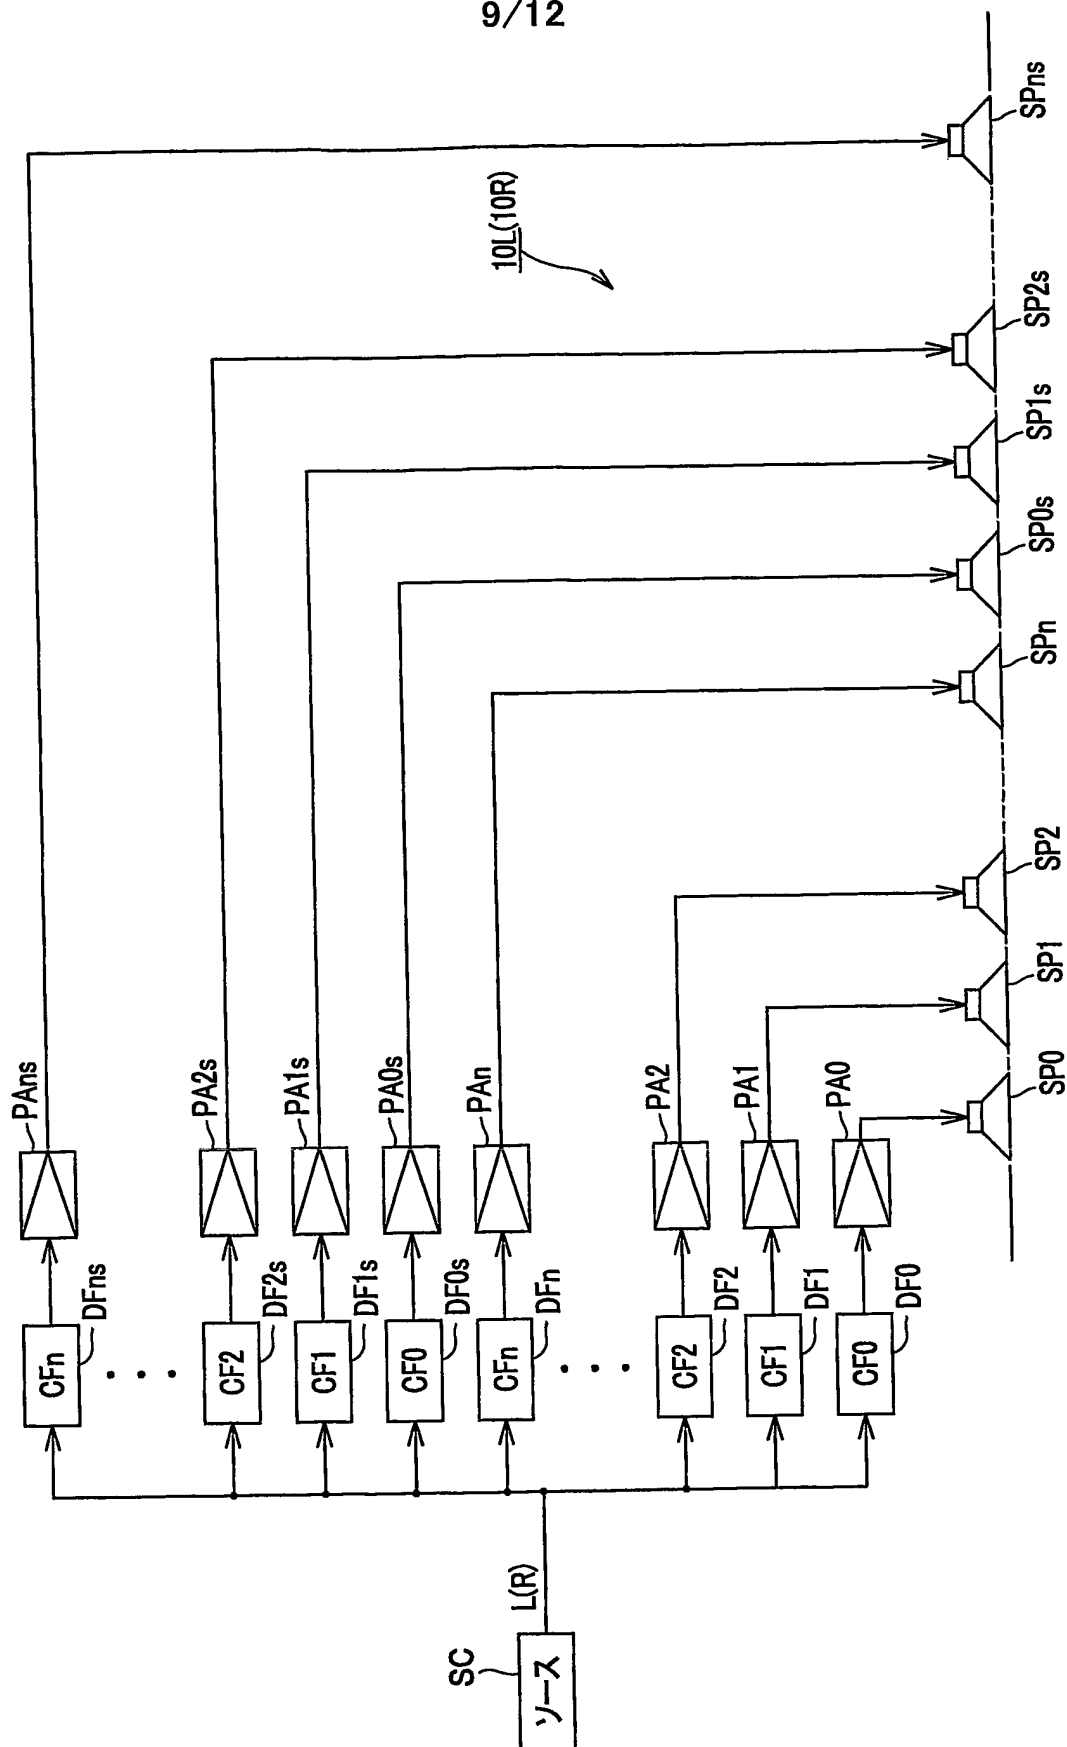 9/12
10L(10R)
PAns
PA2s
PA1s
PA0s
PAn
PA2
PA1
PA0
CFn
DFns
CF2
DF2s
CF1
DF1s
CF0
DF0s
CFn
DFn
CF2
DF2
CF1
DF1
CF0
DF0
SC
ソース
L(R)
SPns
SP2s
SP1s
SP0s
SPn
SP2
SP1
SP0